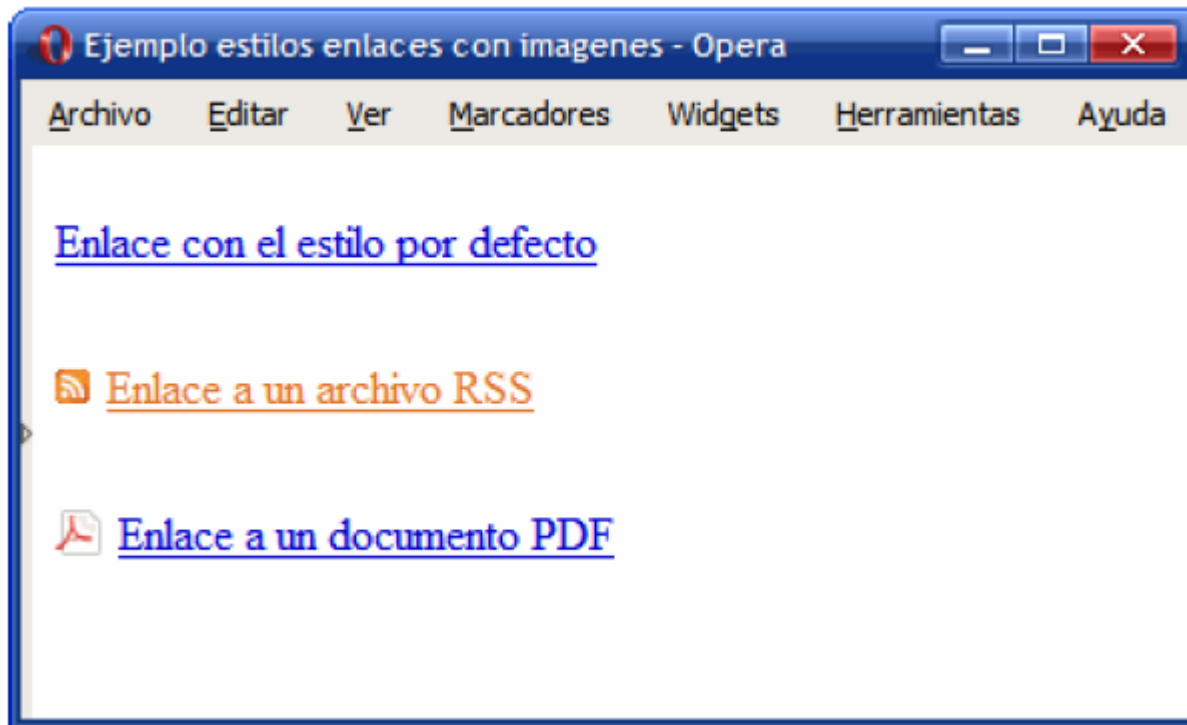 Ejemplo estilos enlaces con imagenes - Opera
Archivo Editar Ver Marcadores Widgets Herramientas Ayuda
Enlace con el estilo por defecto
Enlace a un archivo RSS
Enlace a un documento PDF